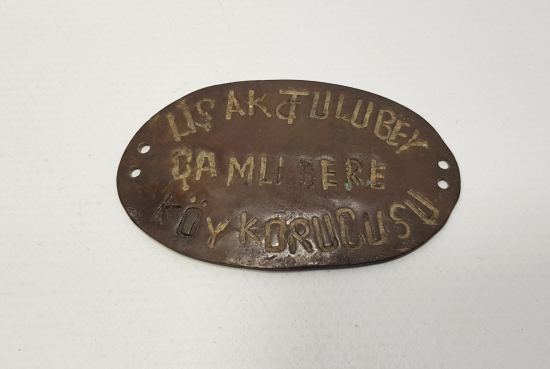 UŞAK ULUBEY
ÇAMLIDERE
KÖY KORUCUSU